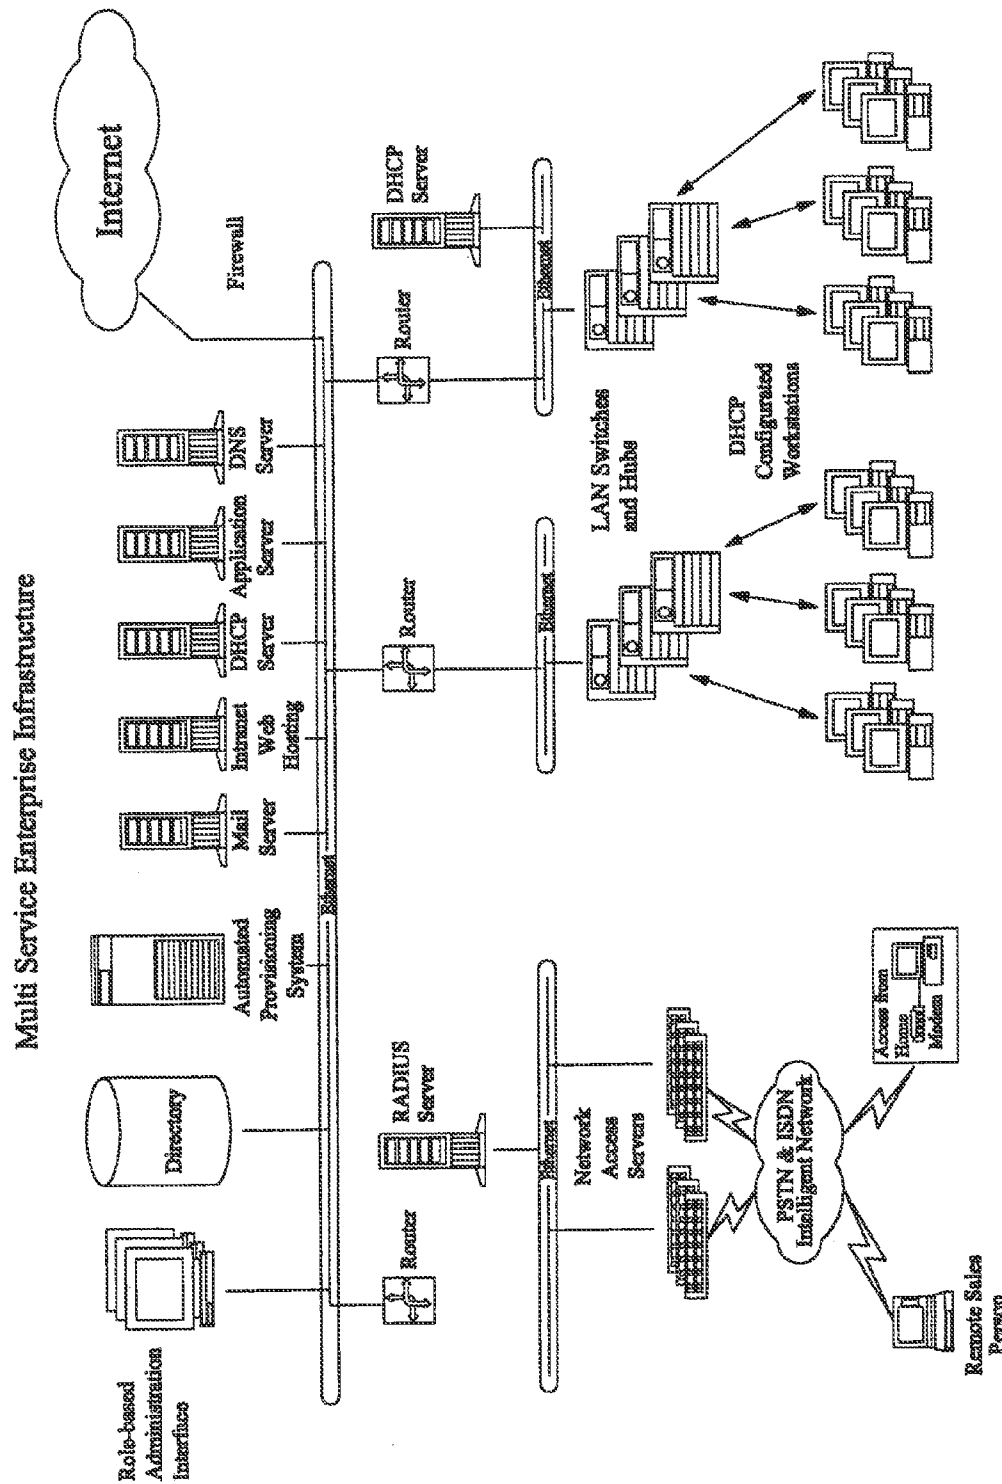 Multi Service Enterprise Infrastructure
Internet
Firewall
Role-based
Administration
Interface
Directory
Automated
Provisioning
System
Mail
Server
Intranet
Web
Hosting
DHCP
Server
Application
Server
DNS
Server
Ethernet
Router
Router
Router
RADIUS
Server
DHCP
Server
Ethernet
Ethernet
Ethernet
Network
Access
Servers
LAN Switches
and Hubs
PSTN & ISDN
Intelligent Network
DHCP
Configurated
Workstations
Remote Sales
Person
Access from
Home
Modem